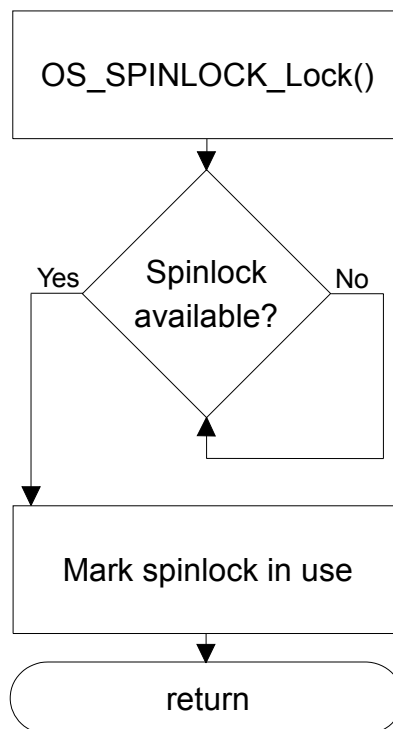 OS_SPINLOCK_Lock()
Yes
Spinlock
available?
No
Mark spinlock in use
return